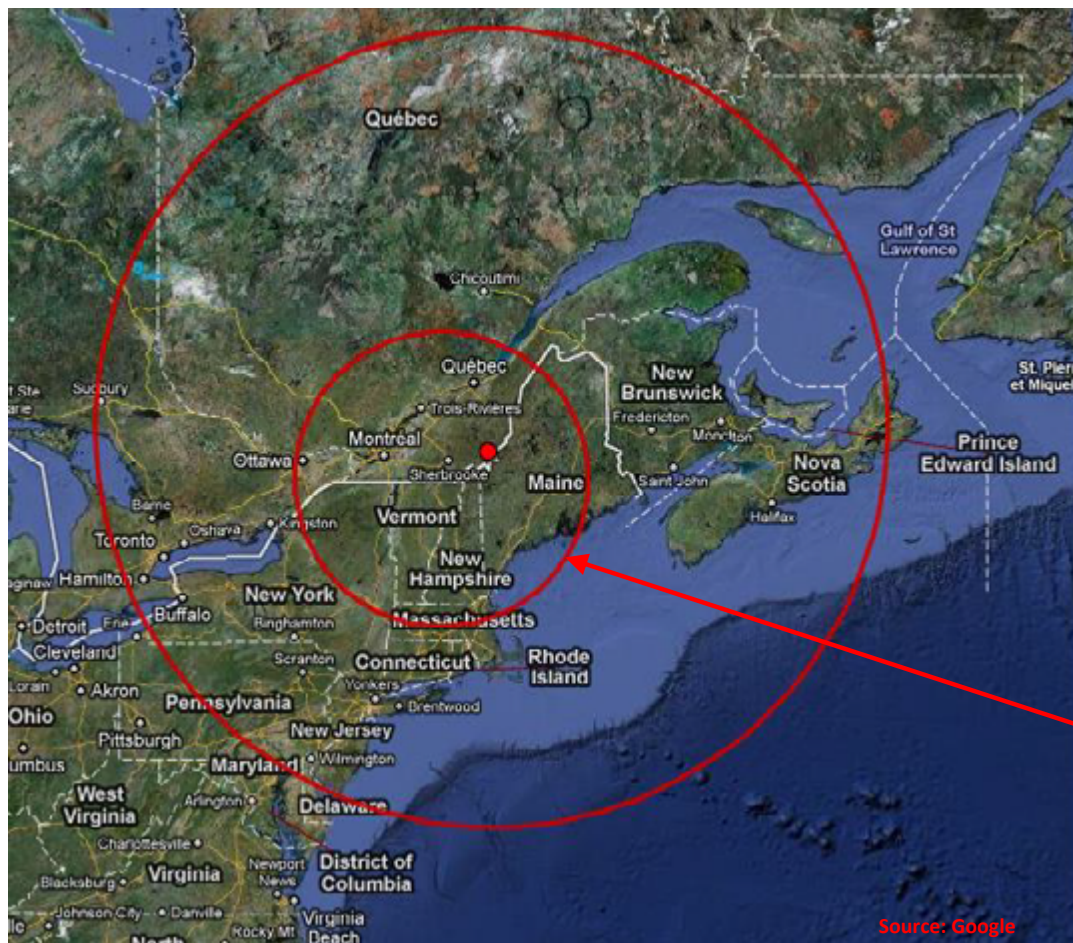 Québec
Gulf of St
Lawrence
Chicoutimi
Québec
St. Pierr
et Miquel
New
Brunswick
Sudbury
Trois-Rivières
Fredericton
Moncton
Montréal
Ottawa
Sherbrooke
Prince
Edward Island
Maine
Nova
Scotia
Saint John
Barrie
Vermont
Halifax
Oshawa
Kingston
Toronto
Hamilton
New
Hampshire
New York
Buffalo
Massachusetts
Detroit
Erie
Binghamton
Cleveland
Scranton
Connecticut
Rhode
Island
Lorain
Akron
Yonkers
Brentwood
Pennsylvania
Ohio
New Jersey
Pittsburgh
Wilmington
Maryland
West
Virginia
Arlington
Delaware
Charlottesville
Newport
News
District of
Columbia
Blacksburg
Virginia
Johnson City
Danville
Virginia
Beach
Rocky Mt
North
Source: Google